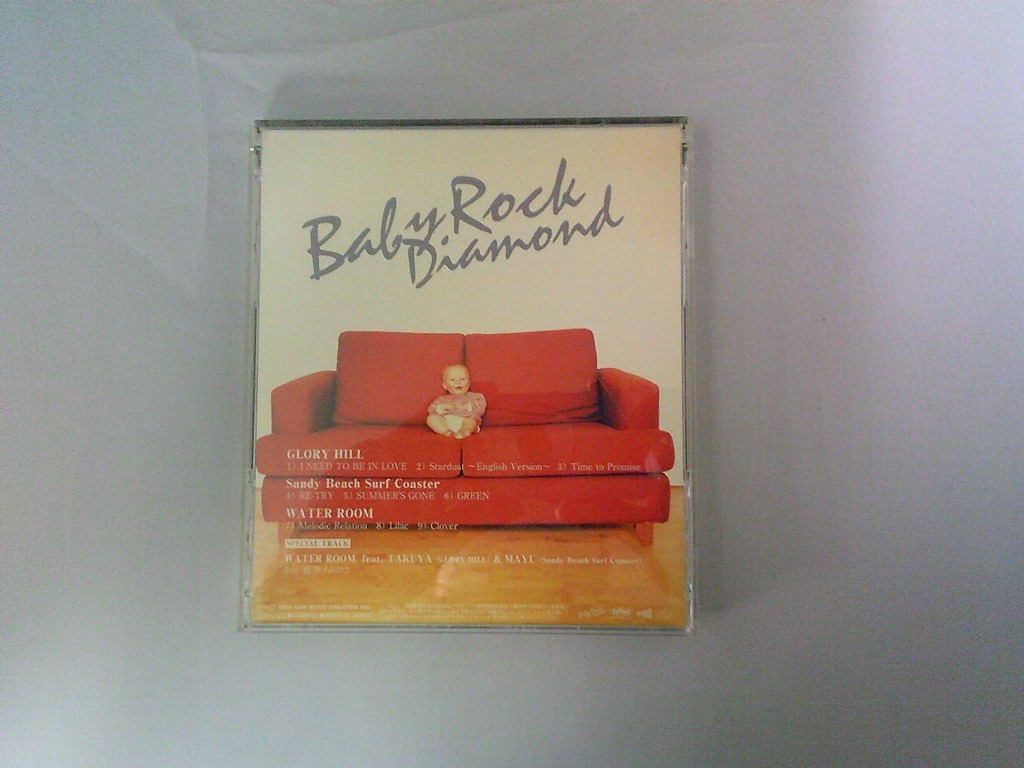 Baby Rock
Diamond
GLORY HILL
1) I NEED TO BE IN LOVE 2) Stardust ~English Version~ 3) Time to Promise
Sandy Beach Surf Coaster
4) RE-TRY 5) SUMMER'S GONE 6) GREEN
WATER ROOM
7) Melodic Relation 8) Lilac 9) Clover
SPECIAL TRACK
WATER ROOM feat. TAKUYA (GLORY HILL) & MAYU (Sandy Beach Surf Coaster)
10)